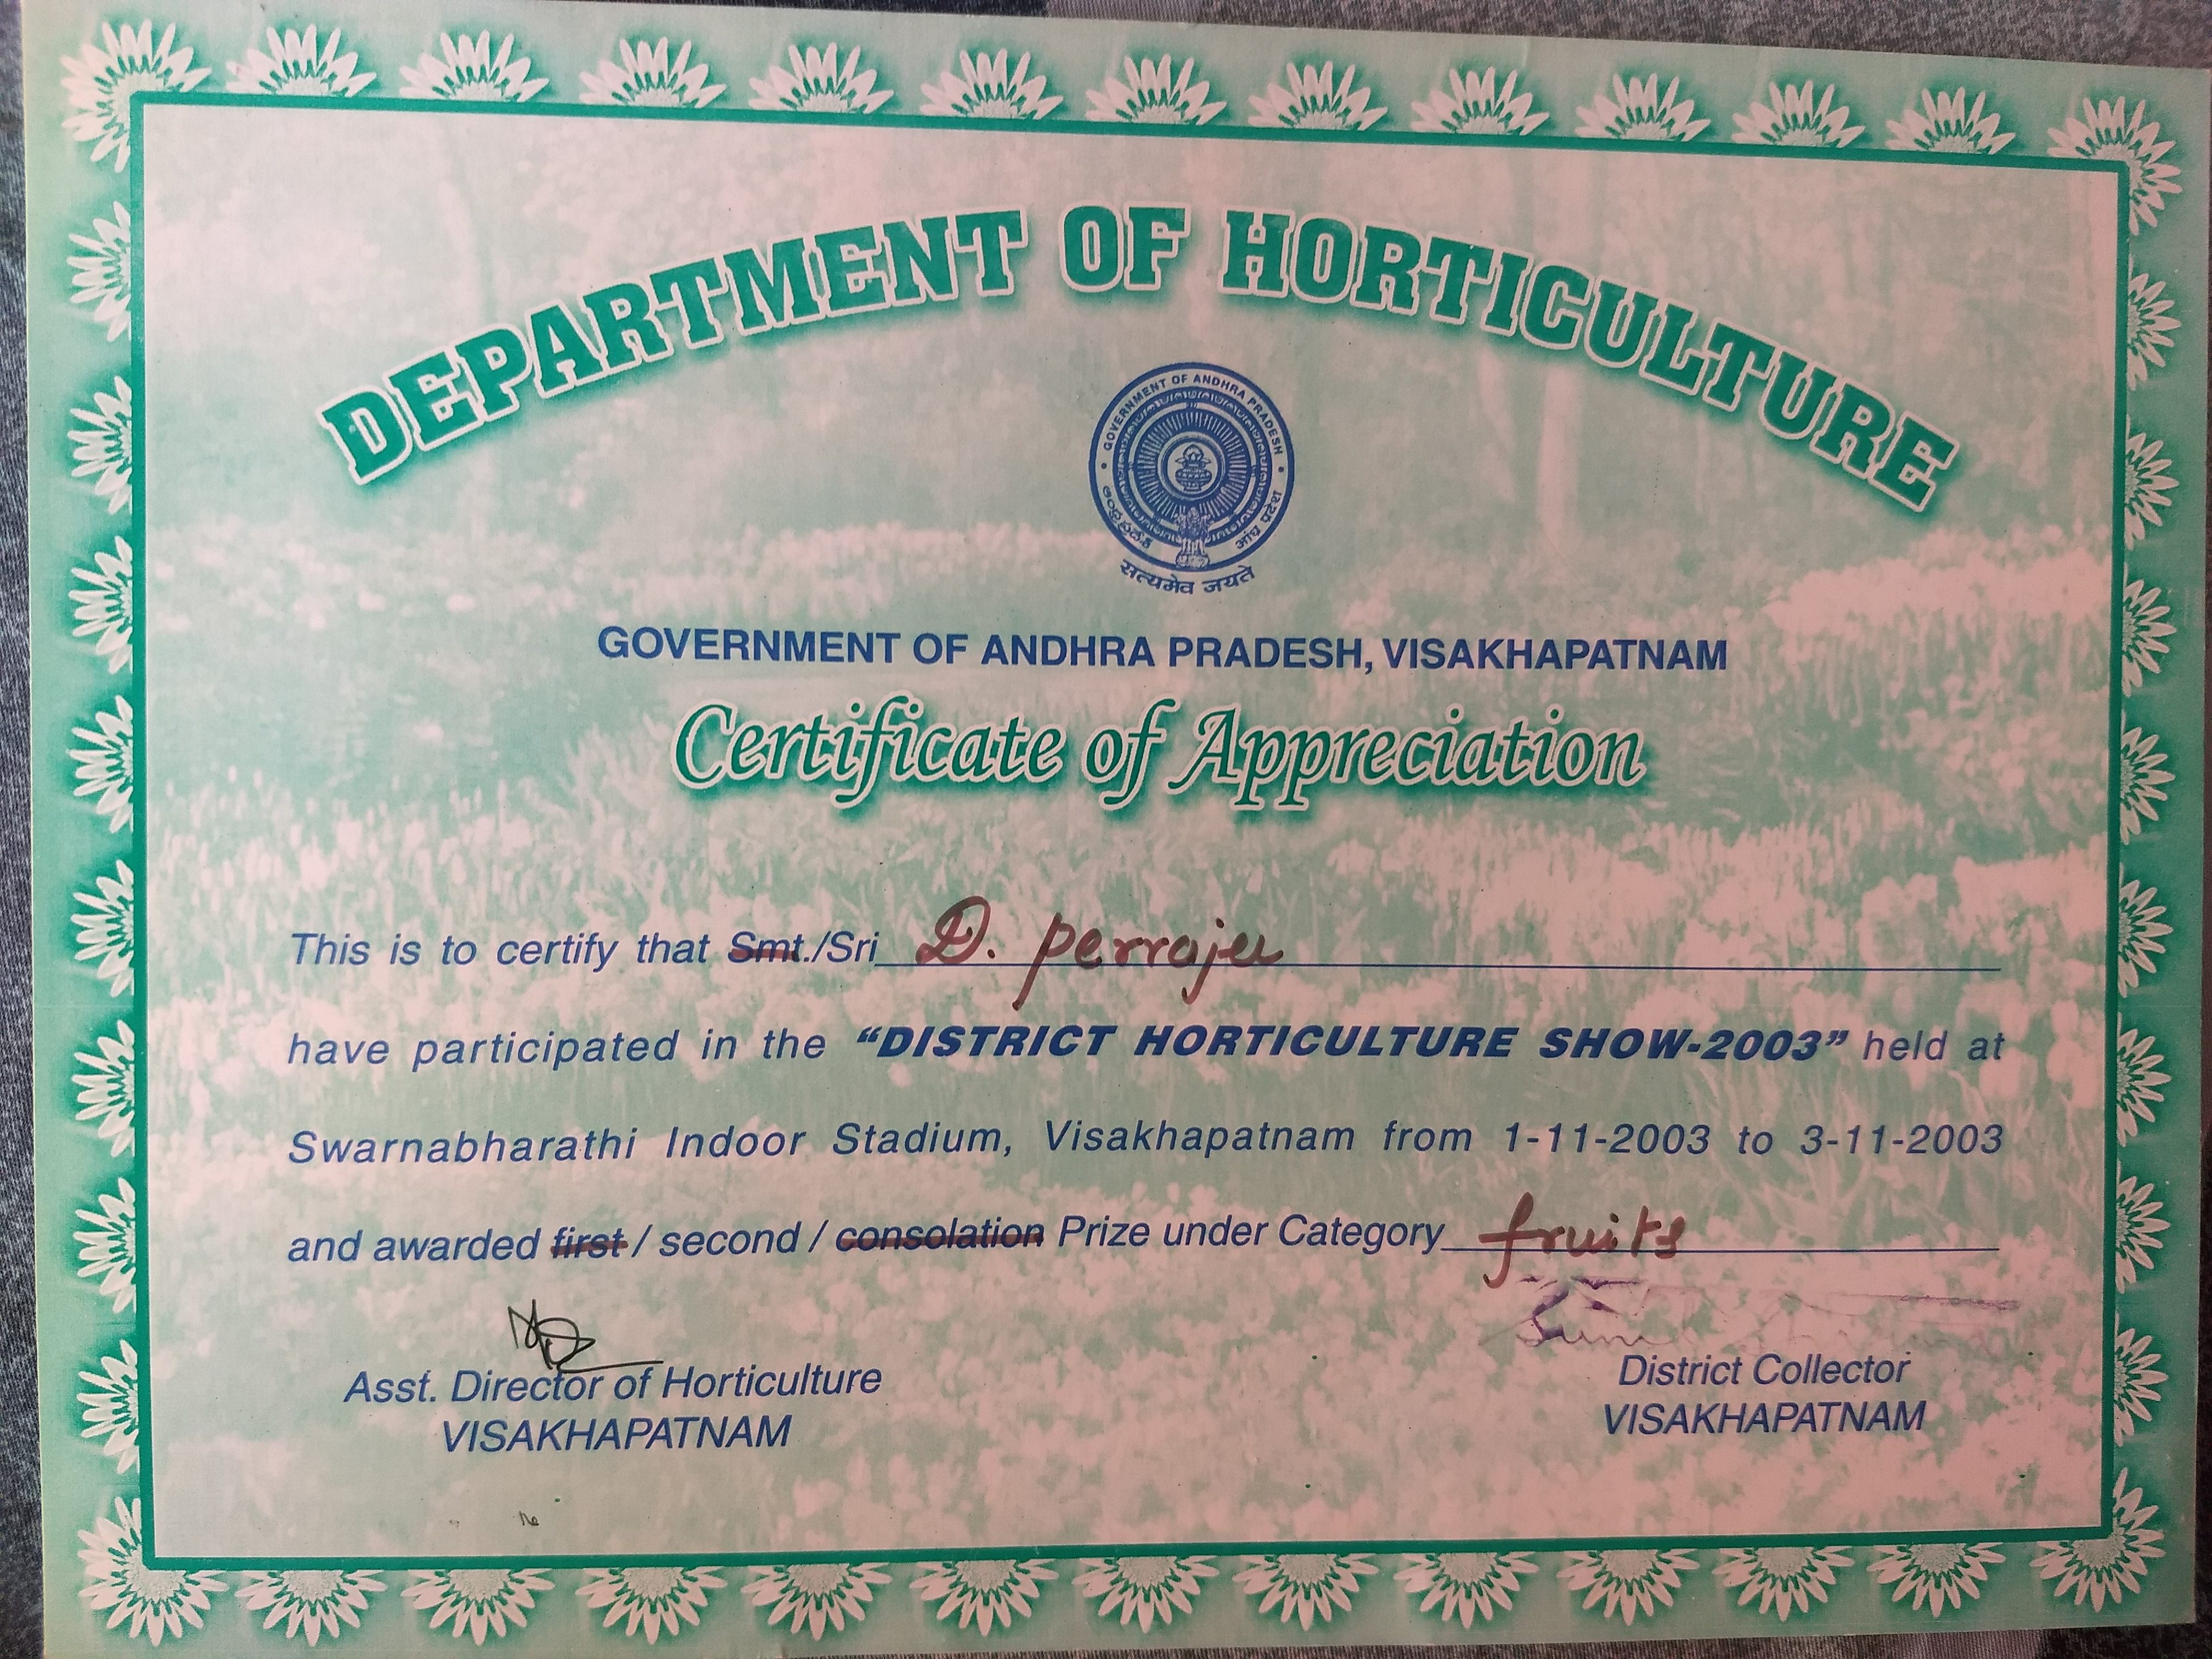 DEPARTMENT OF HORTICULTURE
GOVERNMENT OF ANDHRA PRADESH
ఆంధ్రప్రదేశ్ आंध्र प्रदेश
सत्यमेव जयते
GOVERNMENT OF ANDHRA PRADESH, VISAKHAPATNAM
Certificate of Appreciation
This is to certify that Smt./Sri D. perraju
have participated in the “DISTRICT HORTICULTURE SHOW-2003” held at
Swarnabharathi Indoor Stadium, Visakhapatnam from 1-11-2003 to 3-11-2003
and awarded first / second / consolation Prize under Category fruits
Asst. Director of Horticulture
VISAKHAPATNAM
District Collector
VISAKHAPATNAM